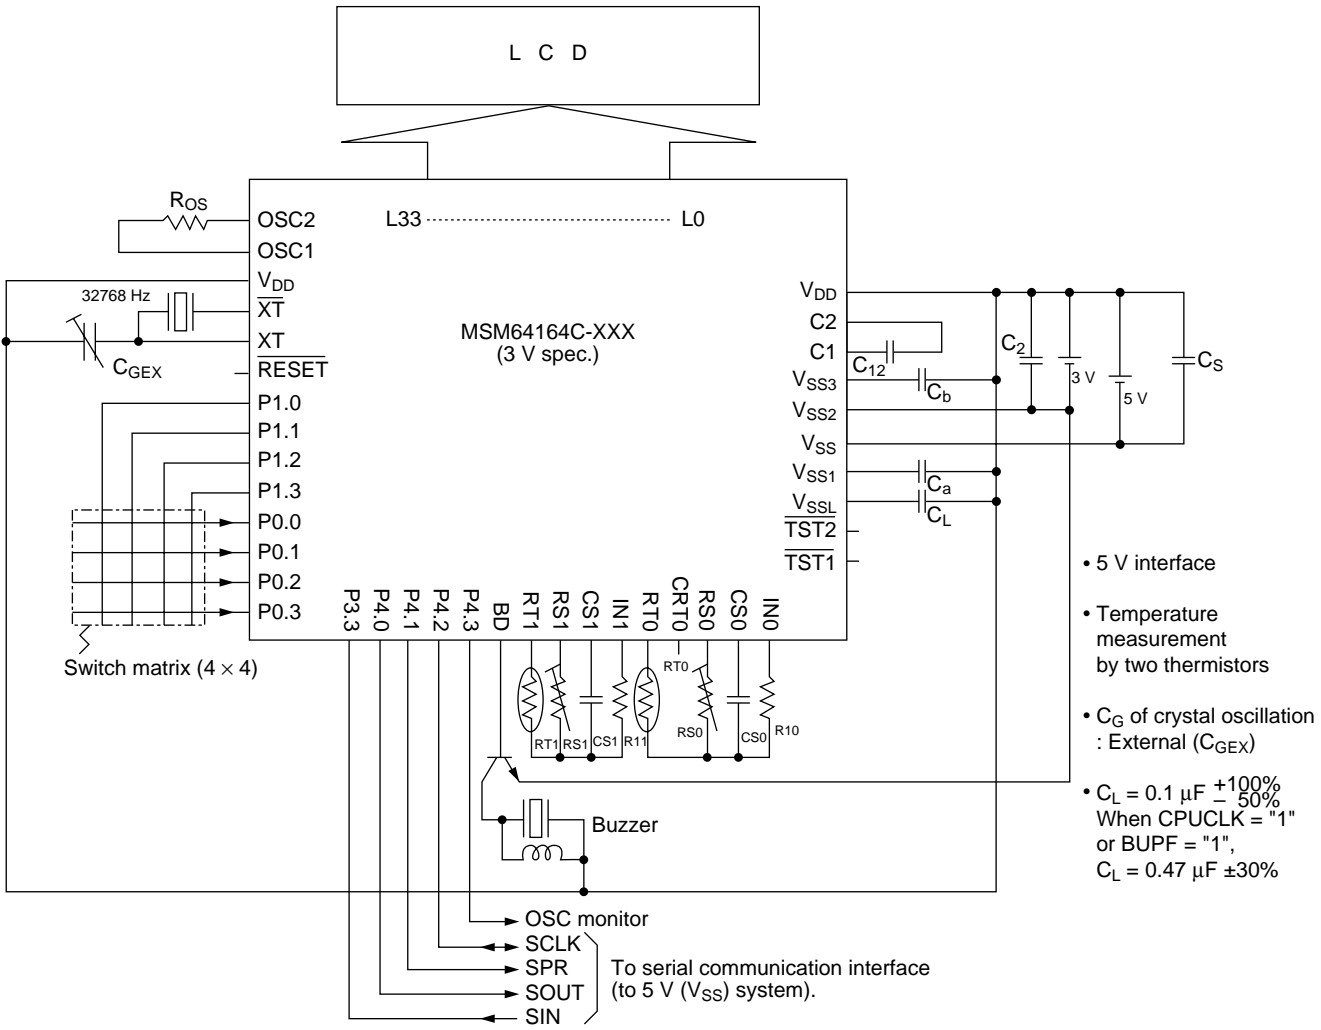 L C D
ROS
OSC2
L33 L0
OSC1
VDD
32768 Hz
XT
XT
CGEX
RESET
P1.0
P1.1
P1.2
P1.3
P0.0
P0.1
P0.2
P0.3
Switch matrix (4 × 4)
MSM64164C-XXX
(3 V spec.)
VDD
C2
C1
C12
VSS3
Cb
VSS2
VSS
VSS1
Ca
VSSL
CL
TST2
TST1
C2
3 V
5 V
CS
P3.3
P4.0
P4.1
P4.2
P4.3
BD
RT1
RS1
CS1
IN1
RT0
CRT0
RS0
CS0
IN0
RT0
RT1
RS1
CS1
R11
RS0
CS0
R10
Buzzer
OSC monitor
SCLK
SPR
SOUT
SIN
To serial communication interface
(to 5 V (VSS) system).
• 5 V interface
• Temperature
measurement
by two thermistors
• CG of crystal oscillation
: External (CGEX)
• CL = 0.1 µF +100% − 50%
When CPUCLK = "1"
or BUPF = "1",
CL = 0.47 µF ±30%